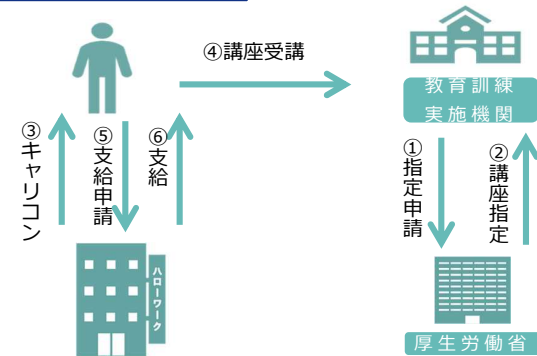 ④講座受講
教育訓練
実施機関
③キャリコン
⑤支給申請
⑥支給
①指定申請
②講座指定
ハローワーク
厚生労働省